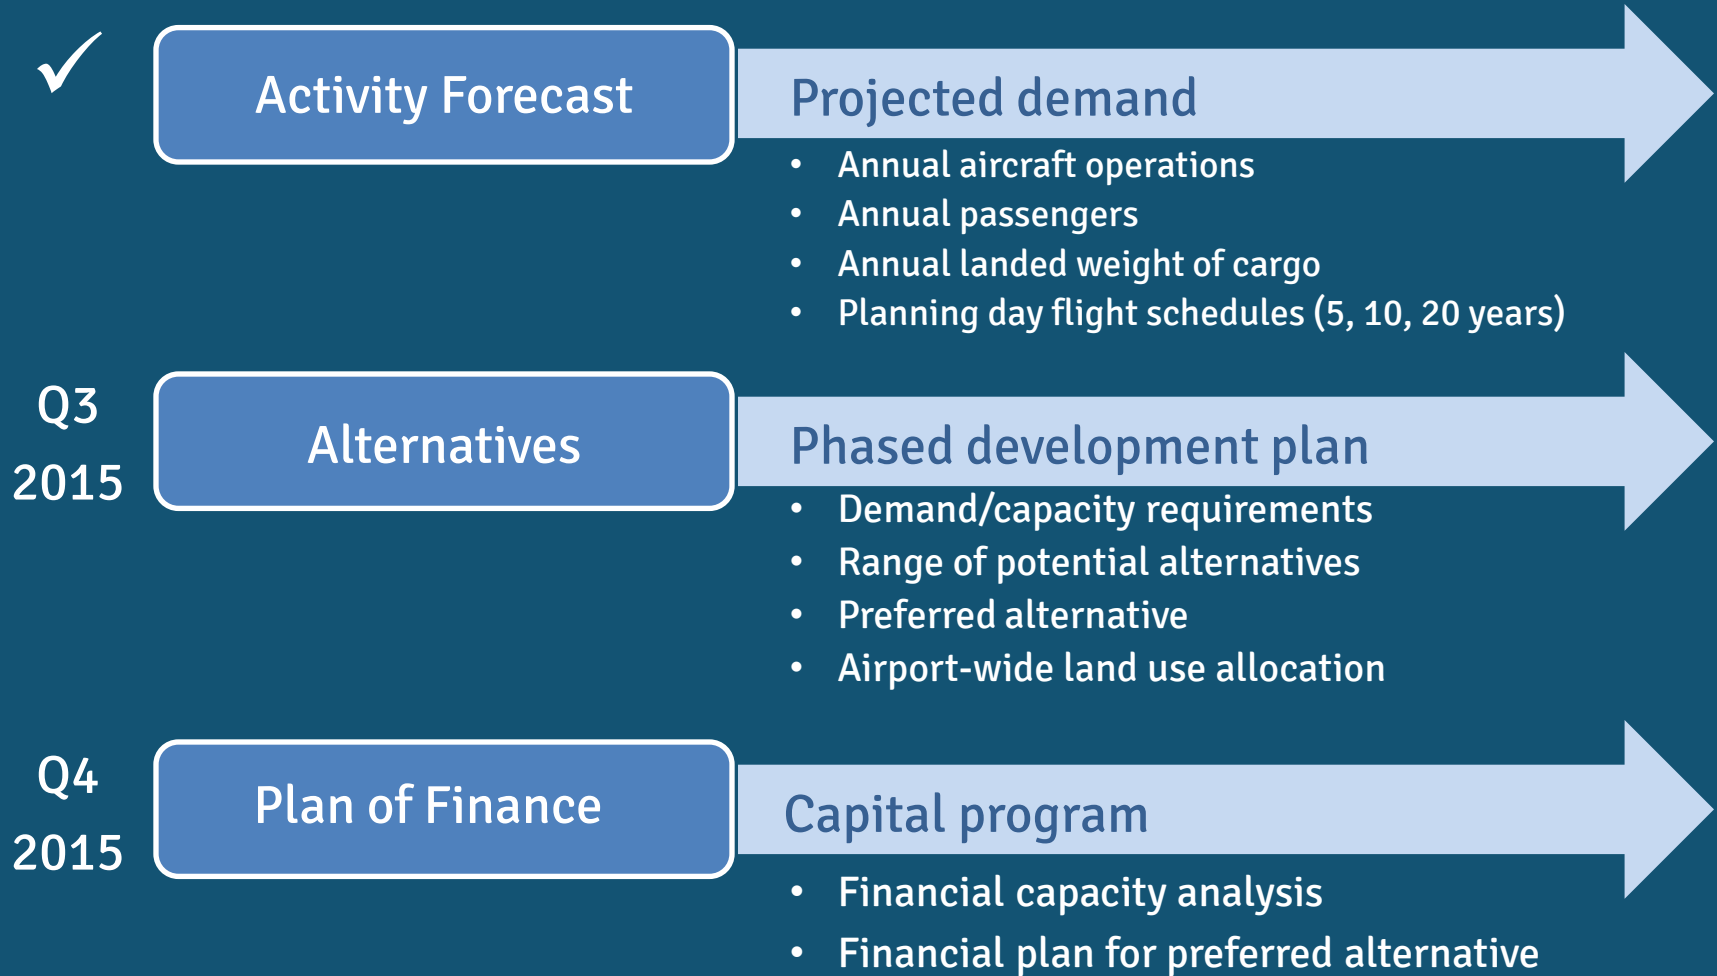 ✓
Activity Forecast
Projected demand
• Annual aircraft operations
• Annual passengers
• Annual landed weight of cargo
• Planning day flight schedules (5, 10, 20 years)
Q3
2015
Alternatives
Phased development plan
• Demand/capacity requirements
• Range of potential alternatives
• Preferred alternative
• Airport-wide land use allocation
Q4
2015
Plan of Finance
Capital program
• Financial capacity analysis
• Financial plan for preferred alternative